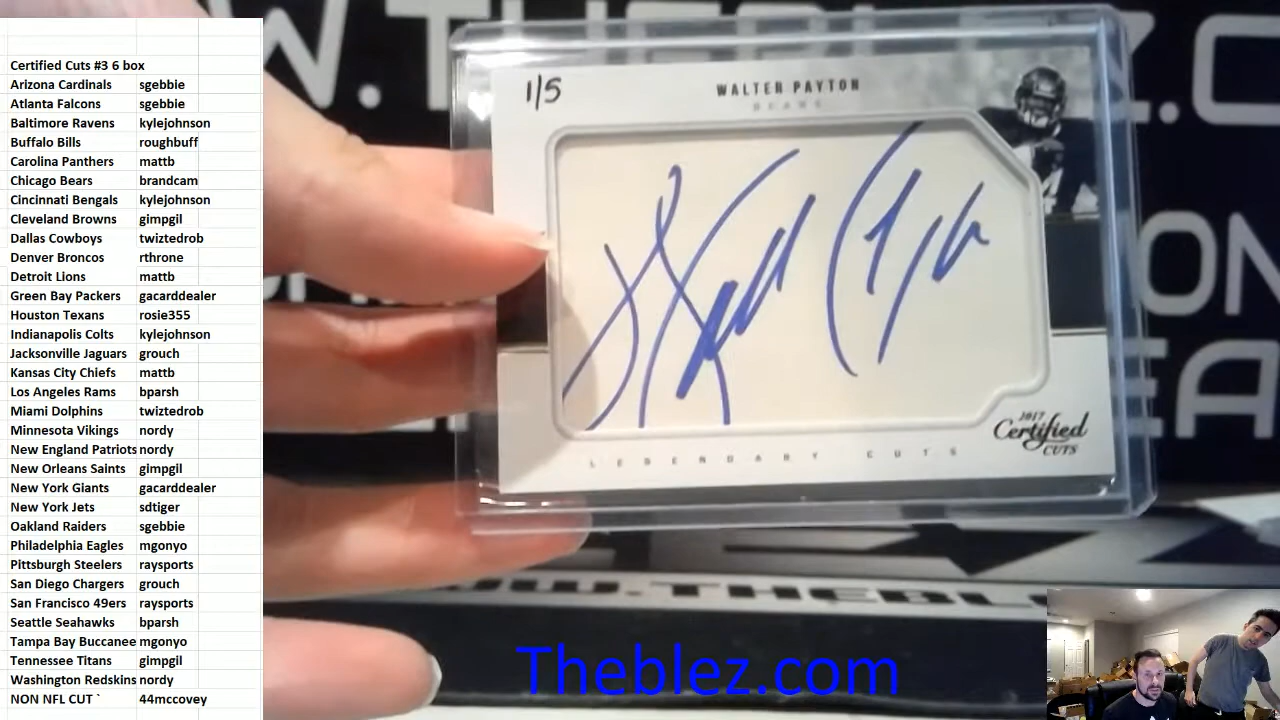 Certified Cuts #3 6 box
Arizona Cardinals sgebbie
Atlanta Falcons sgebbie
Baltimore Ravens kylejohnson
Buffalo Bills roughbuff
Carolina Panthers mattb
Chicago Bears brandcam
Cincinnati Bengals kylejohnson
Cleveland Browns gimpgil
Dallas Cowboys twiztedrob
Denver Broncos rthrone
Detroit Lions mattb
Green Bay Packers gacarddealer
Houston Texans rosie355
Indianapolis Colts kylejohnson
Jacksonville Jaguars grouch
Kansas City Chiefs mattb
Los Angeles Rams bparsh
Miami Dolphins twiztedrob
Minnesota Vikings nordy
New England Patriots nordy
New Orleans Saints gimpgil
New York Giants gacarddealer
New York Jets sdtiger
Oakland Raiders sgebbie
Philadelphia Eagles mgonyo
Pittsburgh Steelers raysports
San Diego Chargers grouch
San Francisco 49ers raysports
Seattle Seahawks bparsh
Tampa Bay Buccanee mgonyo
Tennessee Titans gimpgil
Washington Redskins nordy
NON NFL CUT ` 44mccovey
1/5
WALTER PAYTON
BEARS
2017
Certified
CUTS
LEGENDARY CUTS
Theblez.com